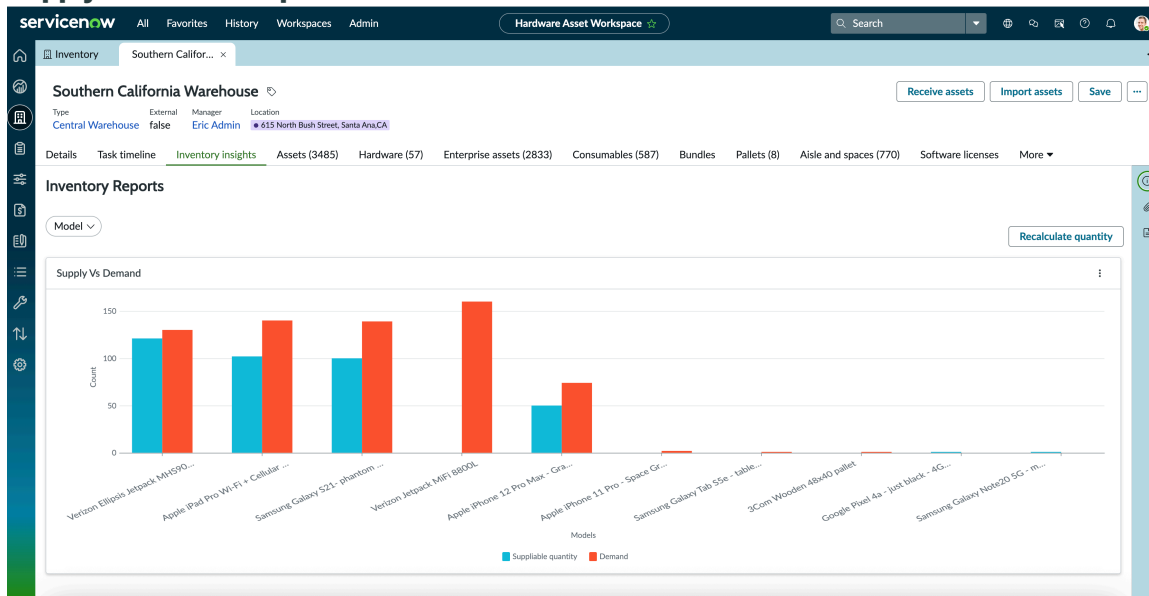 servicenow All Favorites History Workspaces Admin Hardware Asset Workspace Search
Inventory Southern Califor... ×
Southern California Warehouse
Type External Manager Location
Central Warehouse false Eric Admin 615 North Bush Street, Santa Ana,CA
Receive assets Import assets Save ...
Details Task timeline Inventory insights Assets (3485) Hardware (57) Enterprise assets (2833) Consumables (587) Bundles Pallets (8) Aisle and spaces (770) Software licenses More
Inventory Reports
Model
Recalculate quantity
Supply Vs Demand
150
100
50
0
Count
Verizon Ellipsis Jetpack MHS90...
Apple iPad Pro Wi-Fi + Cellular ...
Samsung Galaxy S21- phantom ...
Verizon Jetpack MiFi 8800L
Apple iPhone 12 Pro Max - Gra...
Apple iPhone 11 Pro - Space Gr...
Samsung Galaxy Tab S5e - table...
3Com Wooden 48x40 pallet
Google Pixel 4a - just black - 4G...
Samsung Galaxy Note20 5G - m...
Models
Suppliable quantity Demand